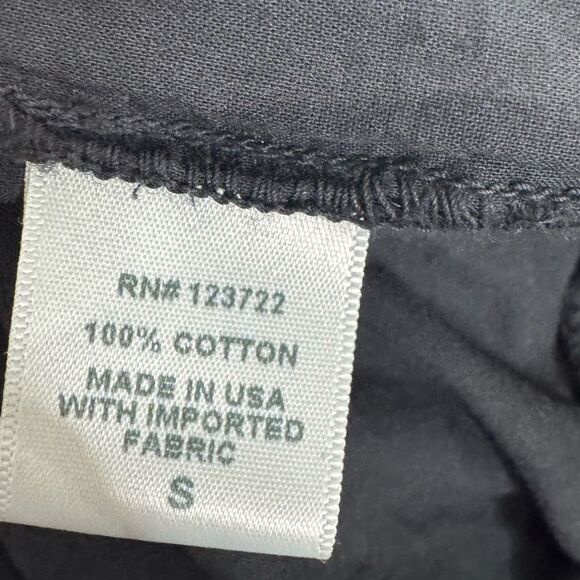 RN# 123722
100% COTTON
MADE IN USA
WITH IMPORTED
FABRIC
S